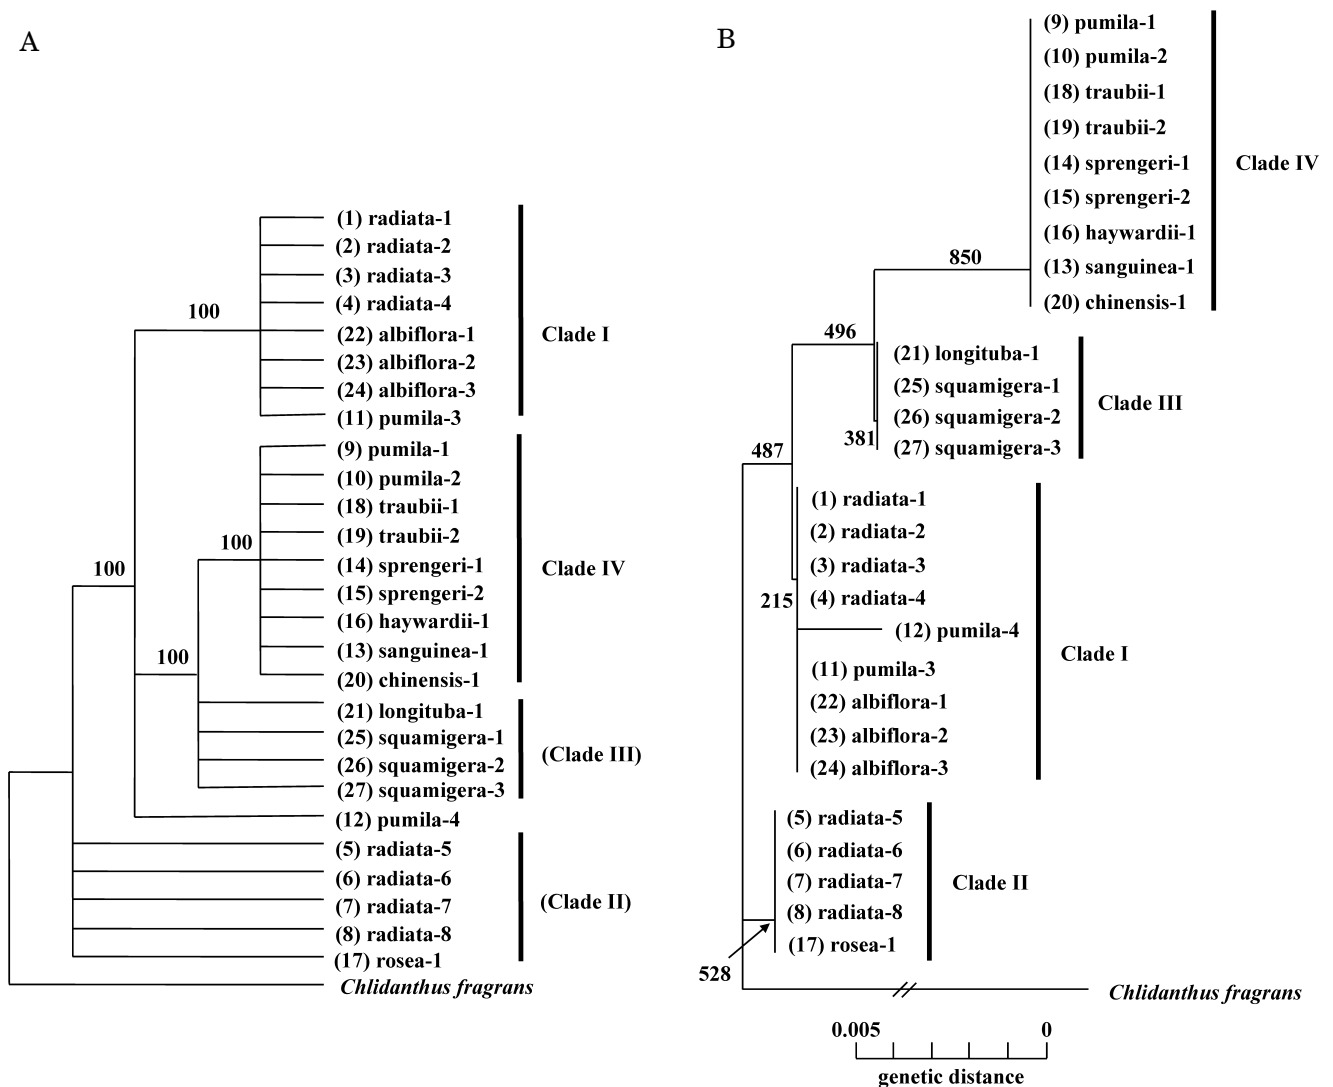 A
100
(1) radiata-1
(2) radiata-2
(3) radiata-3
(4) radiata-4
(22) albiflora-1
(23) albiflora-2
(24) albiflora-3
(11) pumila-3
Clade I
100
100
100
(9) pumila-1
(10) pumila-2
(18) traubii-1
(19) traubii-2
(14) sprengeri-1
(15) sprengeri-2
(16) haywardii-1
(13) sanguinea-1
(20) chinensis-1
Clade IV
(21) longituba-1
(25) squamigera-1
(26) squamigera-2
(27) squamigera-3
(Clade III)
(12) pumila-4
(5) radiata-5
(6) radiata-6
(7) radiata-7
(8) radiata-8
(17) rosea-1
(Clade II)
Chlidanthus fragrans
B
(9) pumila-1
(10) pumila-2
(18) traubii-1
(19) traubii-2
(14) sprengeri-1
(15) sprengeri-2
(16) haywardii-1
(13) sanguinea-1
(20) chinensis-1
Clade IV
850
496
(21) longituba-1
(25) squamigera-1
(26) squamigera-2
(27) squamigera-3
Clade III
381
487
(1) radiata-1
(2) radiata-2
(3) radiata-3
(4) radiata-4
215
(12) pumila-4
(11) pumila-3
(22) albiflora-1
(23) albiflora-2
(24) albiflora-3
Clade I
(5) radiata-5
(6) radiata-6
(7) radiata-7
(8) radiata-8
(17) rosea-1
Clade II
528
Chlidanthus fragrans
0.005 0
genetic distance